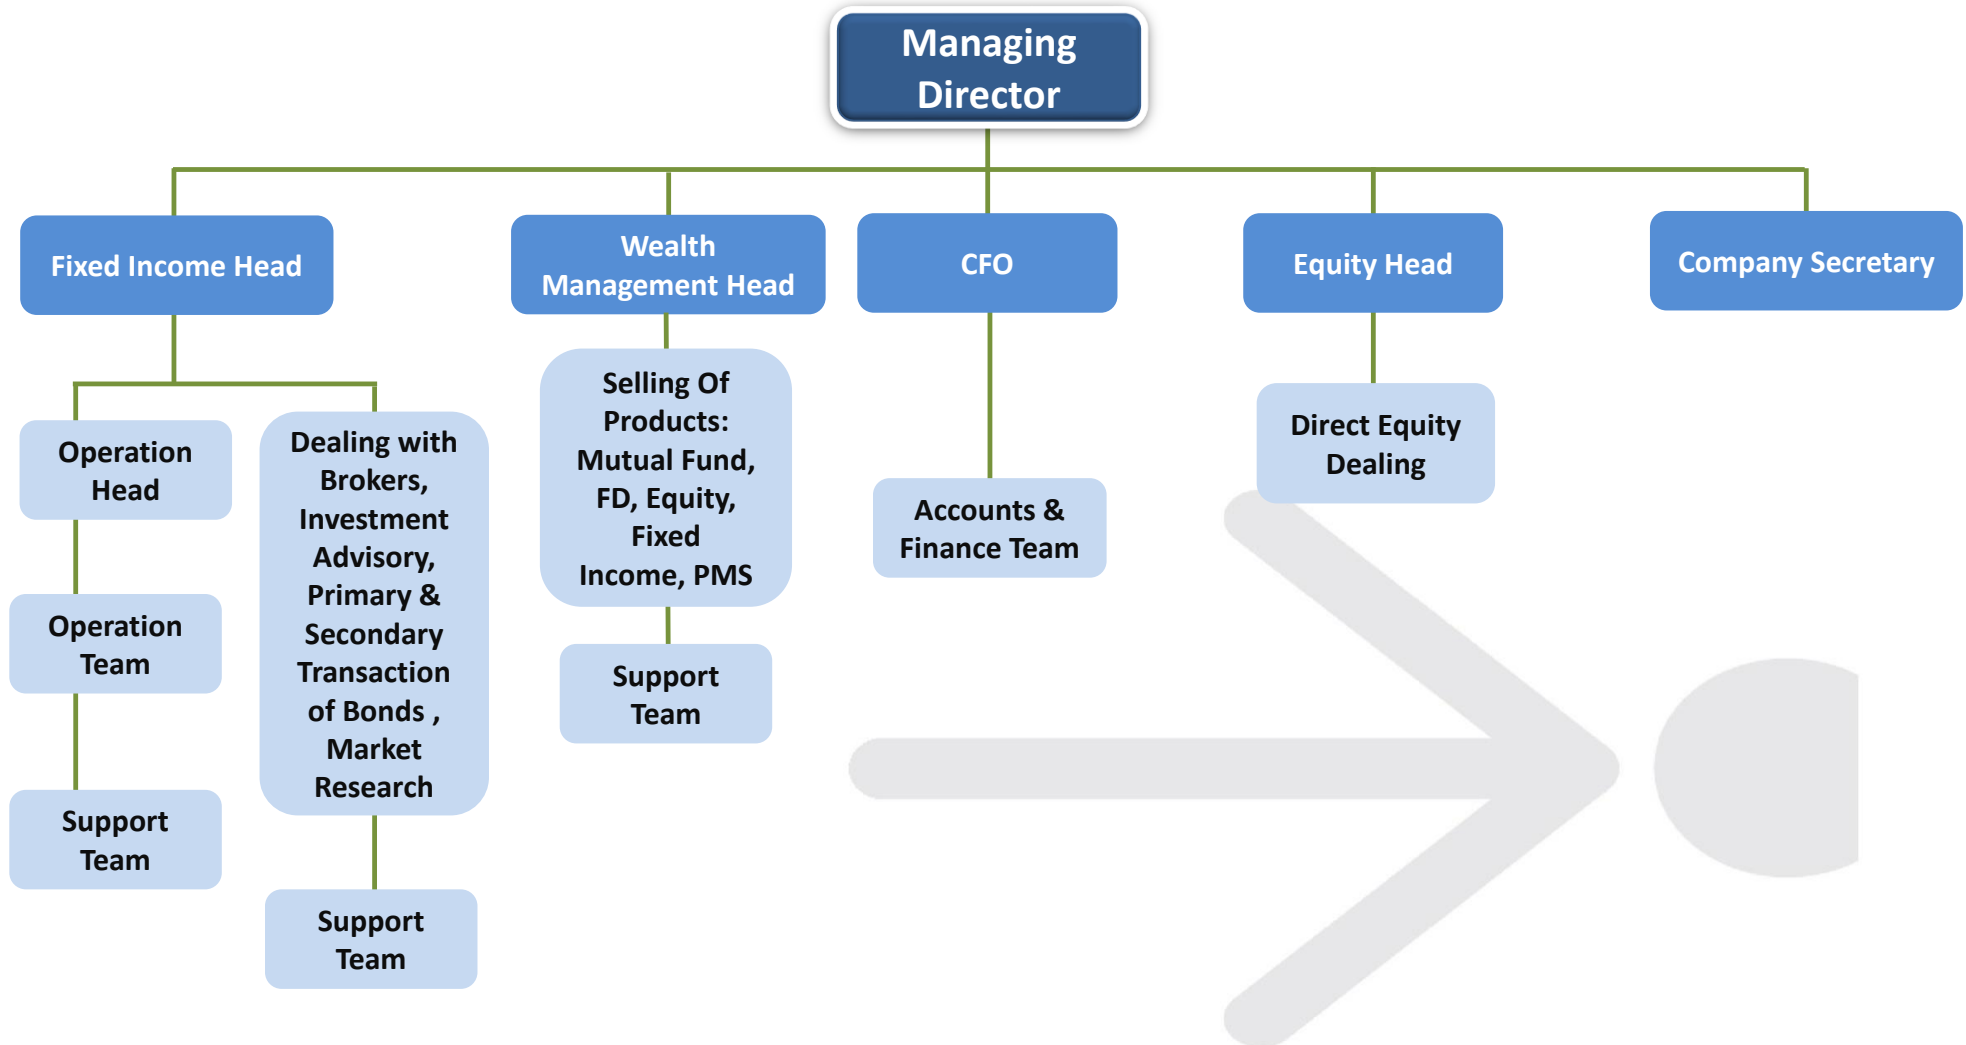 Managing
Director
Fixed Income Head
Wealth
Management Head
CFO
Equity Head
Company Secretary
Operation
Head
Operation
Team
Support
Team
Dealing with
Brokers,
Investment
Advisory,
Primary &
Secondary
Transaction
of Bonds ,
Market
Research
Support
Team
Selling Of
Products:
Mutual Fund,
FD, Equity,
Fixed
Income, PMS
Support
Team
Accounts &
Finance Team
Direct Equity
Dealing